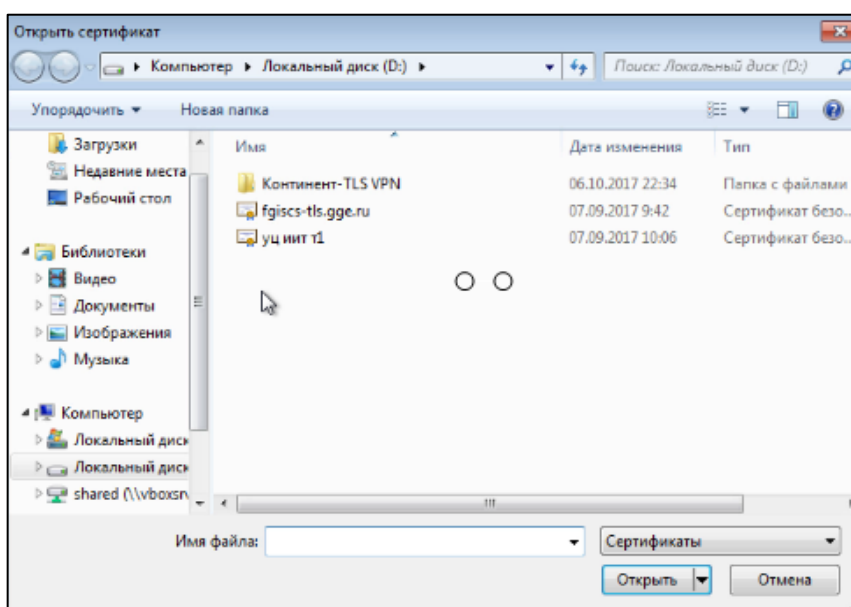 Открыть сертификат
Компьютер ▸ Локальный диск (D:) ▸
Поиск: Локальный диск (D:)
Упорядочить
Новая папка
Загрузки
Недавние места
Рабочий стол
Библиотеки
Видео
Документы
Изображения
Музыка
Компьютер
Локальный диск
Локальный диск
shared (\\vboxsrv
Имя Дата изменения Тип
Континент-TLS VPN 06.10.2017 22:34 Папка с файлами
fgiscs-tls.gge.ru 07.09.2017 9:42 Сертификат безо...
уц иит т1 07.09.2017 10:06 Сертификат безо...
Имя файла:
Сертификаты
Открыть
Отмена